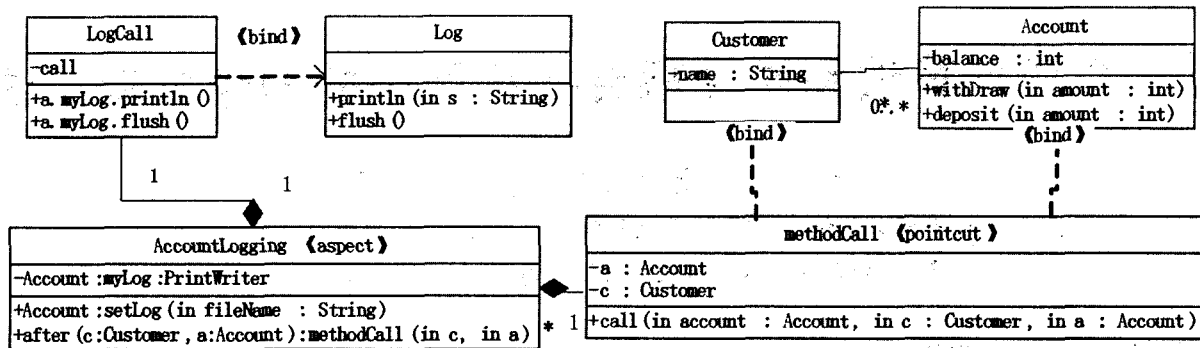 LogCall
-call
+a.myLog.println()
+a.myLog.flush()
《bind》
Log
+println(in s : String)
+flush()
Customer
-name : String
《bind》
0*..*
Account
-balance : int
+withDraw(in amount : int)
+deposit(in amount : int)
《bind》
1
1
AccountLogging 《aspect》
-Account:myLog:PrintWriter
+Account:setLog(in fileName : String)
+after(c:Customer, a:Account):methodCall(in c, in a)
* 1
methodCall 《pointcut》
-a : Account
-c : Customer
+call(in account : Account, in c : Customer, in a : Account)